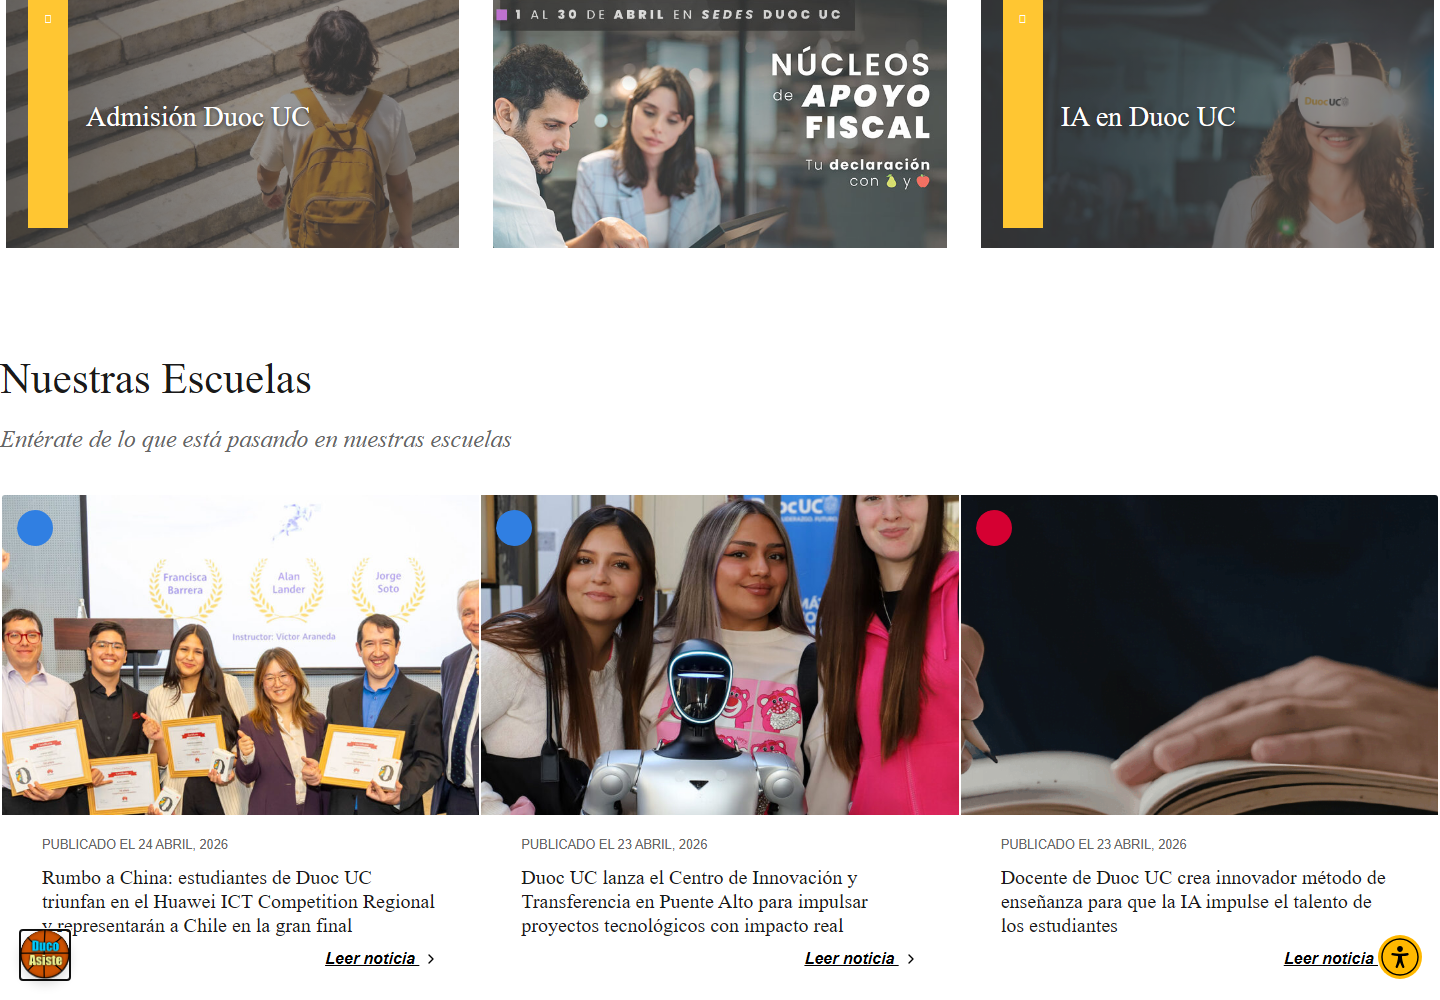 Admisión Duoc UC
1 AL 30 DE ABRIL EN SEDES DUOC UC
NÚCLEOS
de APOYO
FISCAL
Tu declaración
con y
DuocUC
IA en Duoc UC
Nuestras Escuelas
Entérate de lo que está pasando en nuestras escuelas
Francisca
Barrera
Alan
Lander
Jorge
Soto
Instructor: Víctor Araneda
PUBLICADO EL 24 ABRIL, 2026
Rumbo a China: estudiantes de Duoc UC
triunfan en el Huawei ICT Competition Regional
y representarán a Chile en la gran final
Leer noticia
PUBLICADO EL 23 ABRIL, 2026
Duoc UC lanza el Centro de Innovación y
Transferencia en Puente Alto para impulsar
proyectos tecnológicos con impacto real
Leer noticia
PUBLICADO EL 23 ABRIL, 2026
Docente de Duoc UC crea innovador método de
enseñanza para que la IA impulse el talento de
los estudiantes
Leer noticia
Duco
Asiste